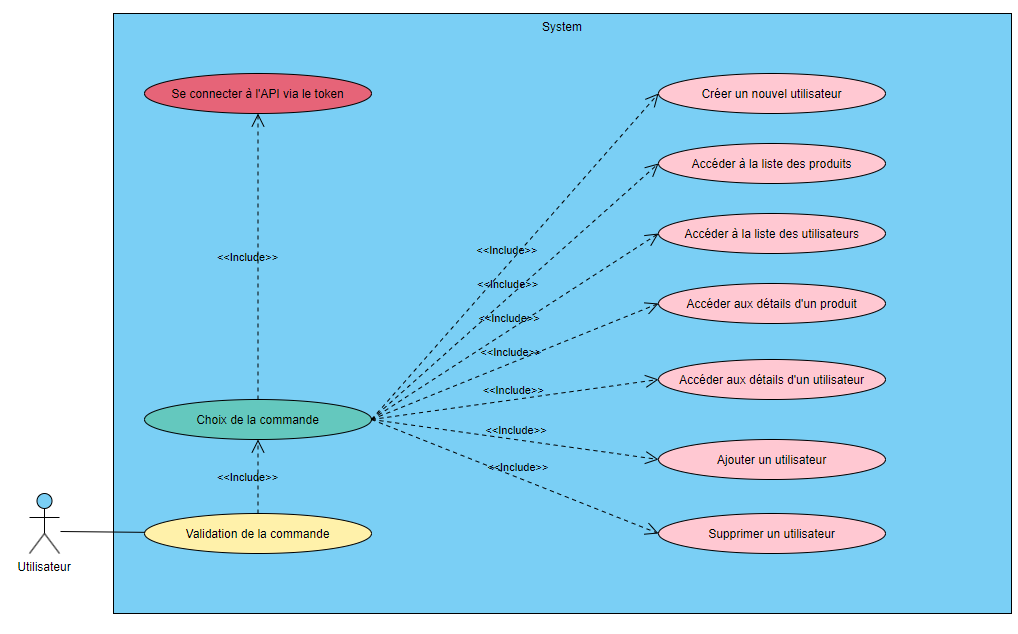 System
Se connecter à l'API via le token
Créer un nouvel utilisateur
Accéder à la liste des produits
Accéder à la liste des utilisateurs
<<Include>>
<<Include>>
<<Include>>
<<Include>>
Accéder aux détails d'un produit
<<Include>>
Accéder aux détails d'un utilisateur
<<Include>>
Choix de la commande
<<Include>>
Ajouter un utilisateur
<<Include>>
<<Include>>
Validation de la commande
Supprimer un utilisateur
Utilisateur